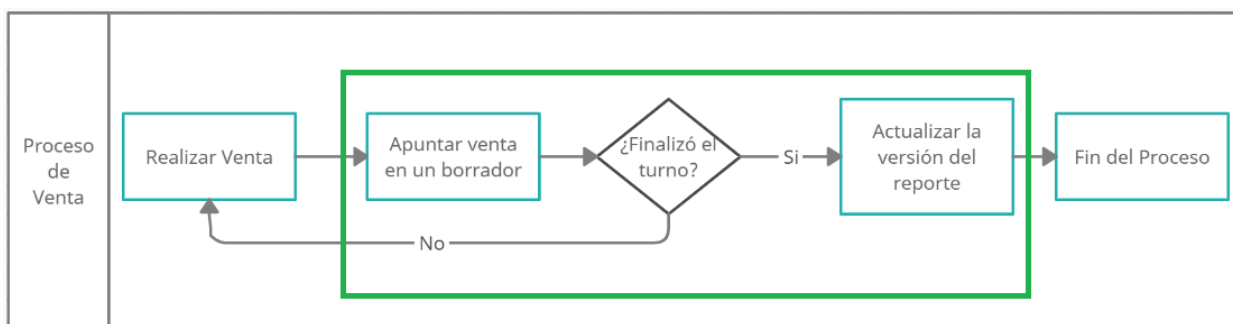 Proceso
de
Venta
Realizar Venta
Apuntar venta
en un borrador
¿Finalizó el
turno?
Si
Actualizar la
versión del
reporte
Fin del Proceso
No